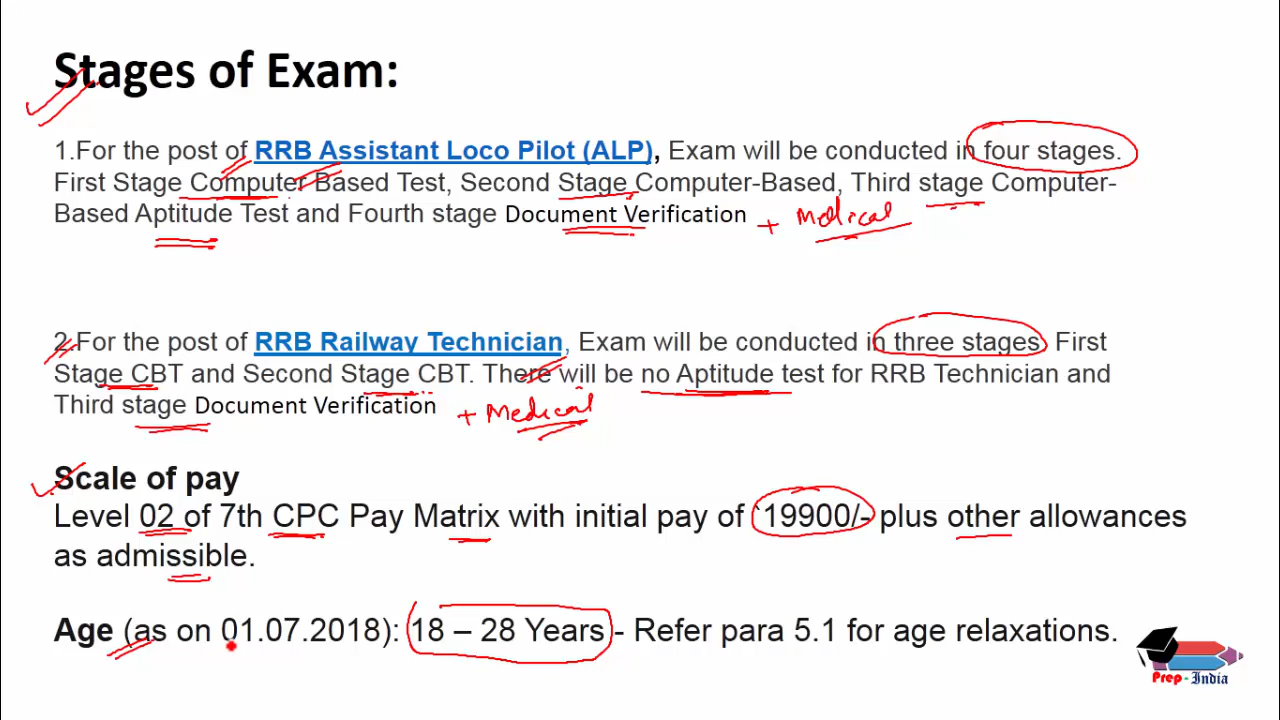 Stages of Exam:
1.For the post of RRB Assistant Loco Pilot (ALP), Exam will be conducted in four stages.
First Stage Computer Based Test, Second Stage Computer-Based, Third stage Computer-
Based Aptitude Test and Fourth stage Document Verification + Medical
2.For the post of RRB Railway Technician, Exam will be conducted in three stages. First
Stage CBT and Second Stage CBT. There will be no Aptitude test for RRB Technician and
Third stage Document Verification + Medical
Scale of pay
Level 02 of 7th CPC Pay Matrix with initial pay of `19900/- plus other allowances
as admissible.
Age (as on 01.07.2018): 18 – 28 Years - Refer para 5.1 for age relaxations.
Prep-India